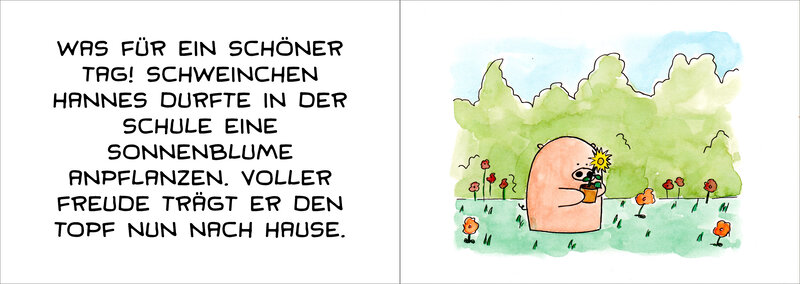 WAS FÜR EIN SCHÖNER
TAG! SCHWEINCHEN
HANNES DURFTE IN DER
SCHULE EINE
SONNENBLUME
ANPFLANZEN. VOLLER
FREUDE TRÄGT ER DEN
TOPF NUN NACH HAUSE.